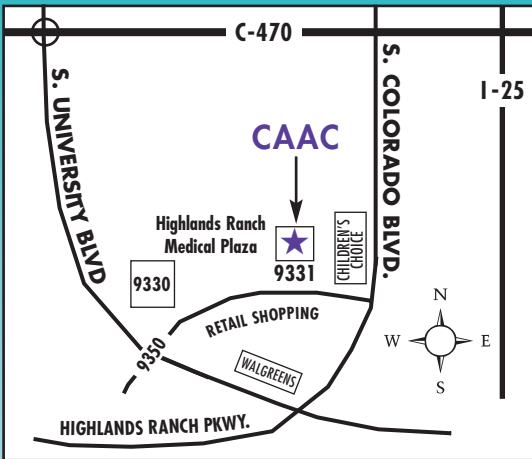 C-470
S. UNIVERSITY BLVD
S. COLORADO BLVD.
I-25
CAAC
Highlands Ranch
Medical Plaza
9331
CHILDREN'S
CHOICE
9330
9350
RETAIL SHOPPING
WALGREENS
HIGHLANDS RANCH PKWY.
N
W
E
S